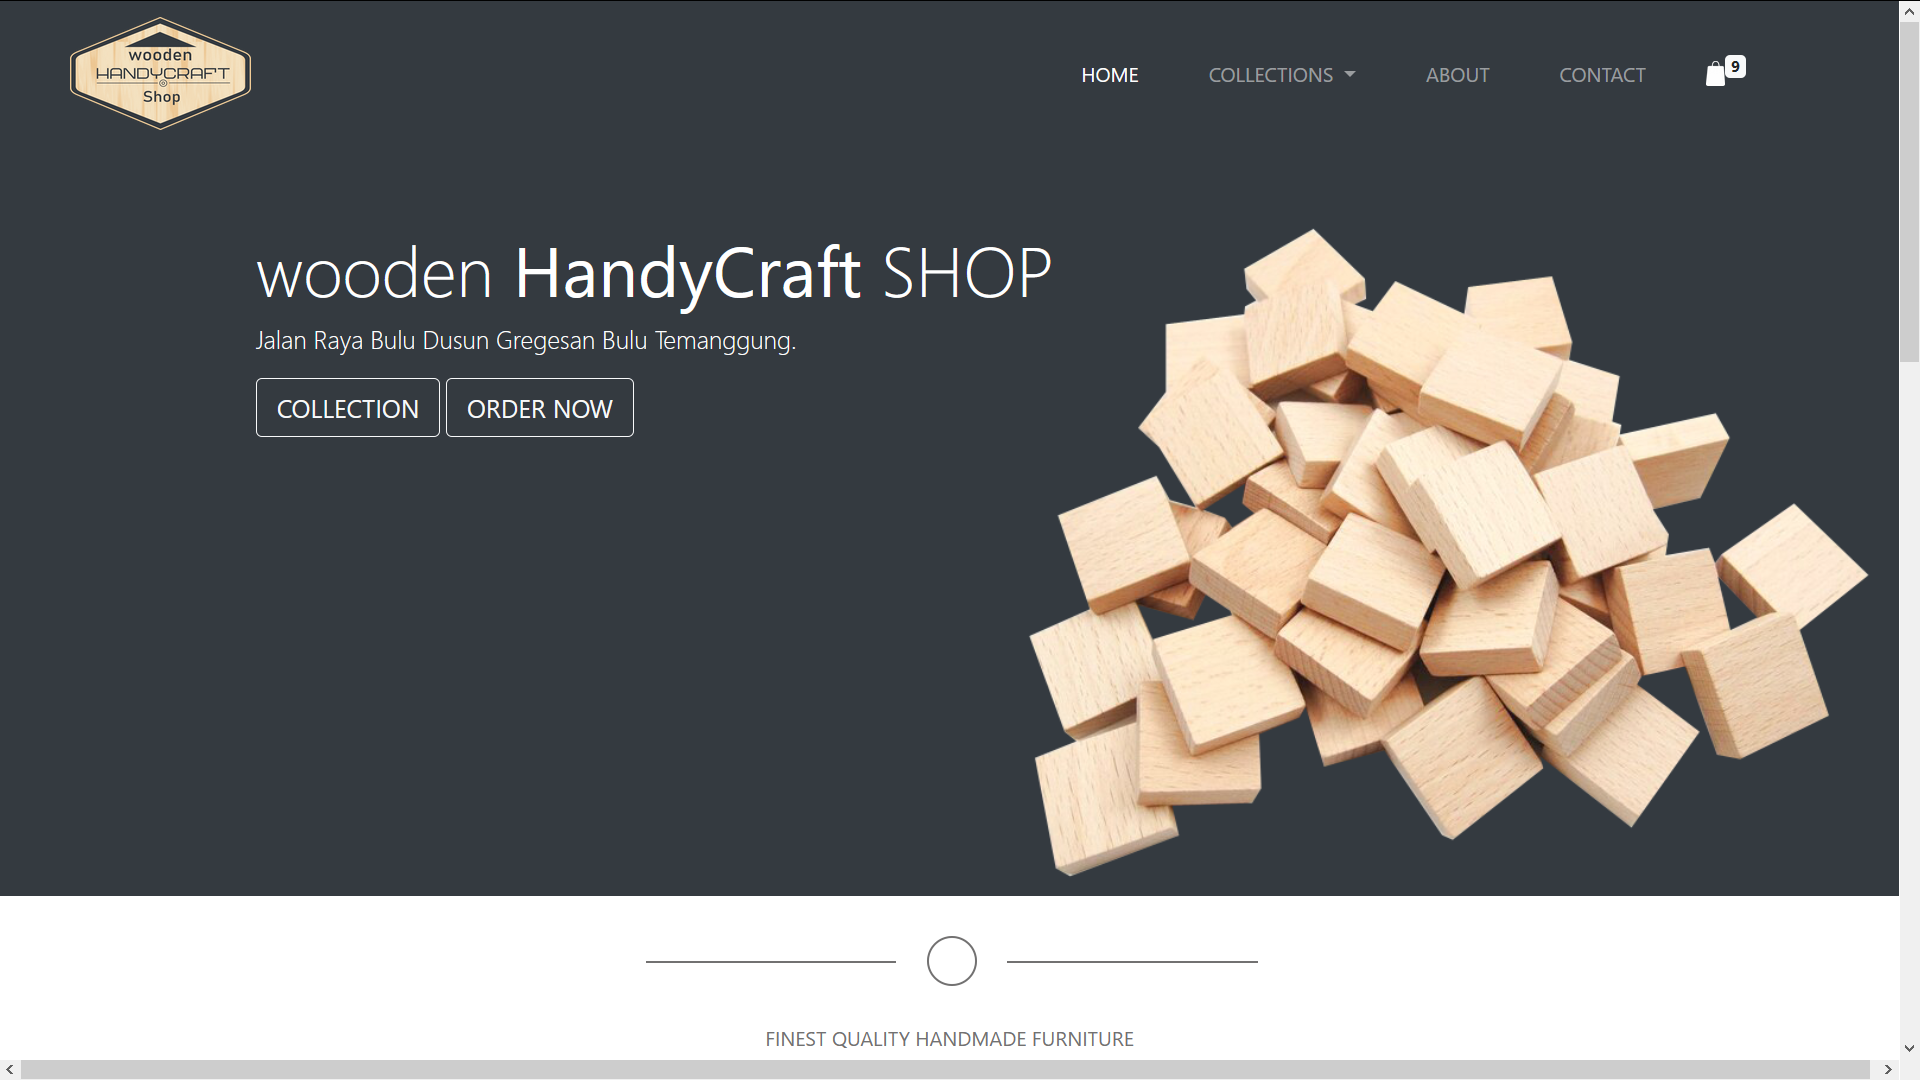 wooden
HANDYCRAFT
Shop
HOME
COLLECTIONS
ABOUT
CONTACT
9
wooden HandyCraft SHOP
Jalan Raya Bulu Dusun Gregesan Bulu Temanggung.
COLLECTION
ORDER NOW
FINEST QUALITY HANDMADE FURNITURE